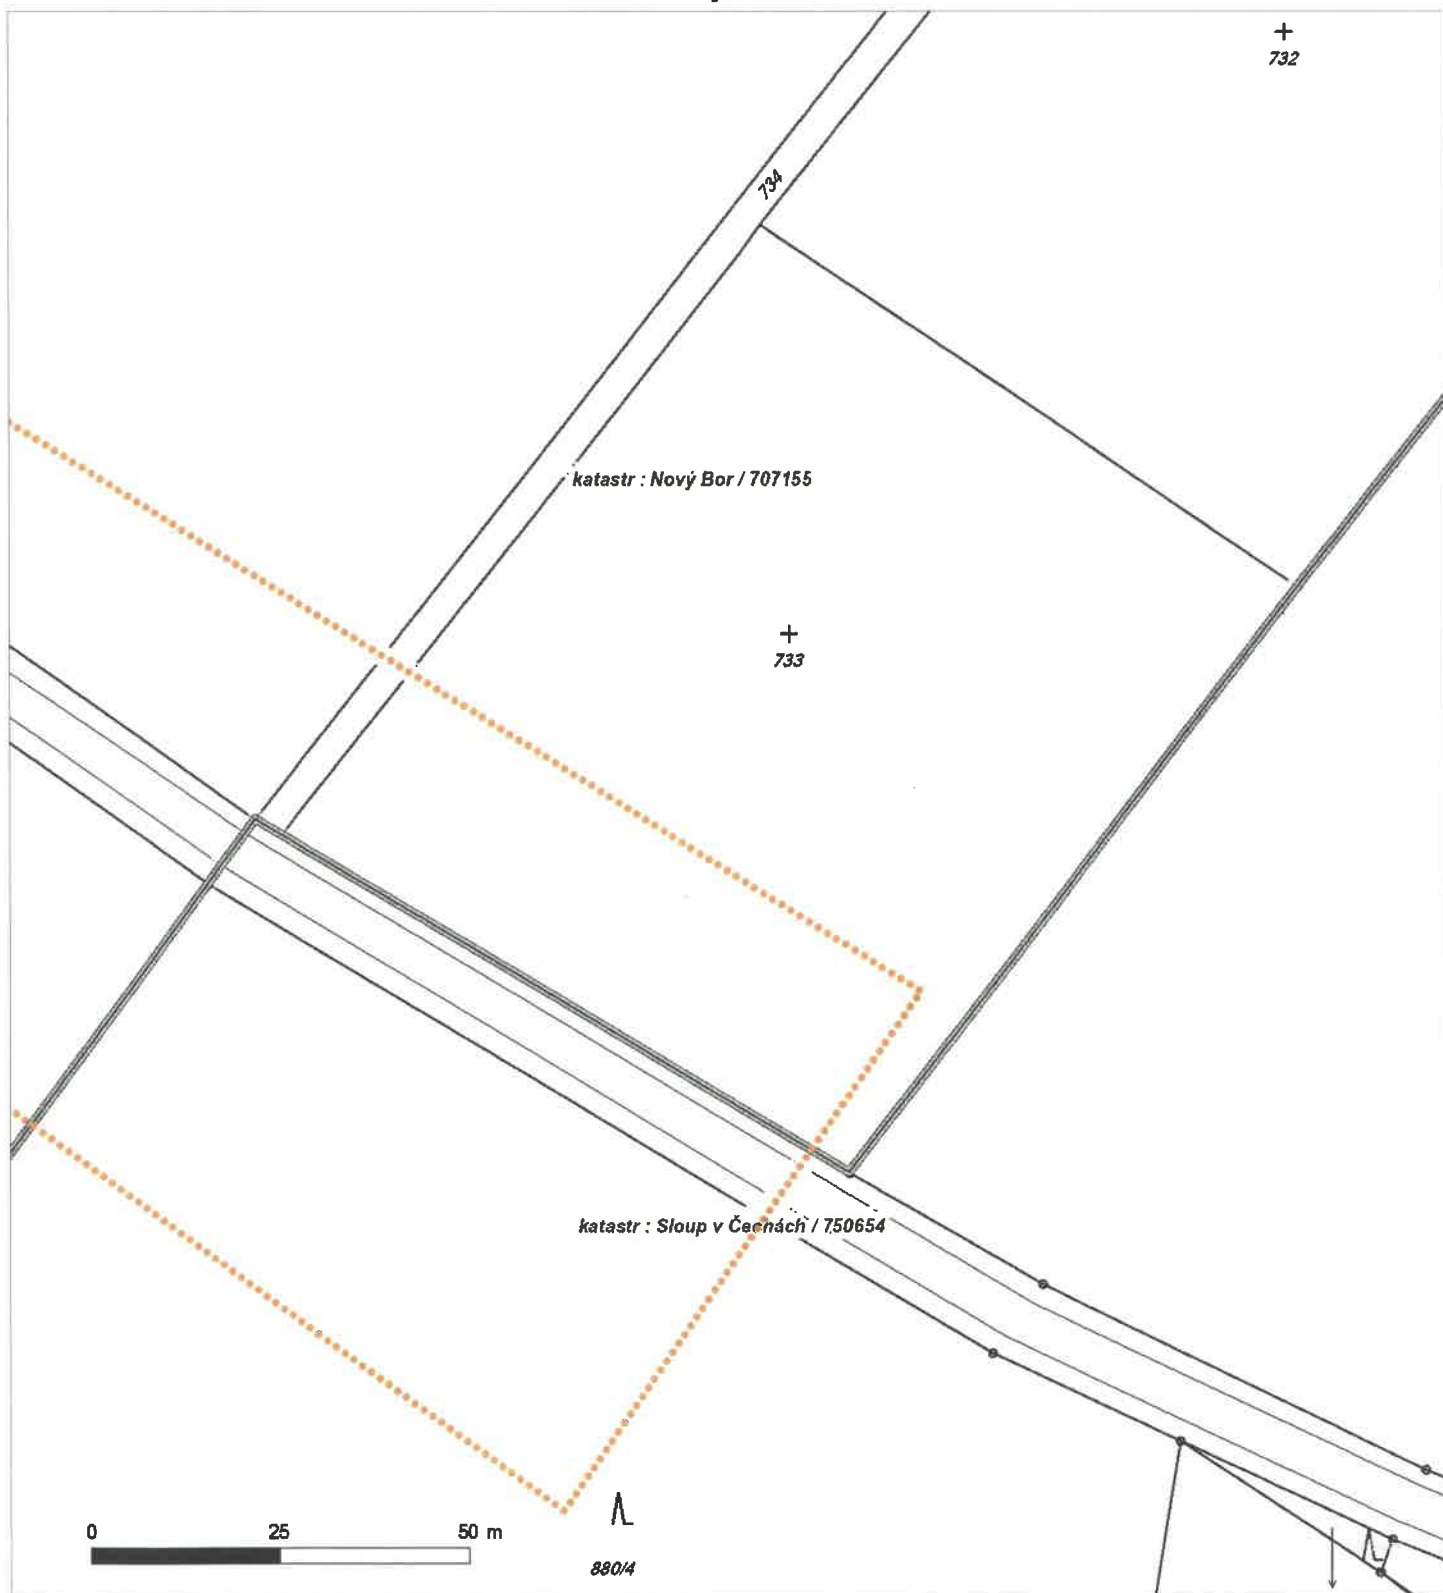 732
734
katastr : Nový Bor / 707155
733
katastr : Sloup v Čechách / 750654
0 25 50 m
880/4